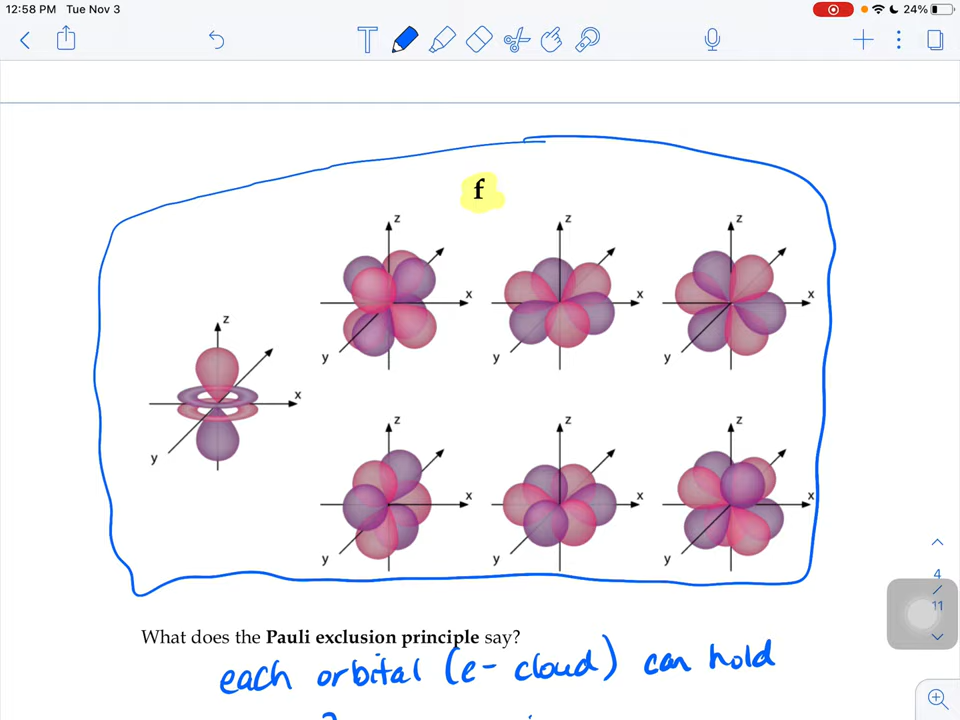 12:58 PM Tue Nov 3
24%
T
f
z
z
z
x
x
x
z
y
y
y
x
y
z
z
z
x
x
x
y
y
y
4
/
11
What does the Pauli exclusion principle say?
each orbital (e- cloud) can hold